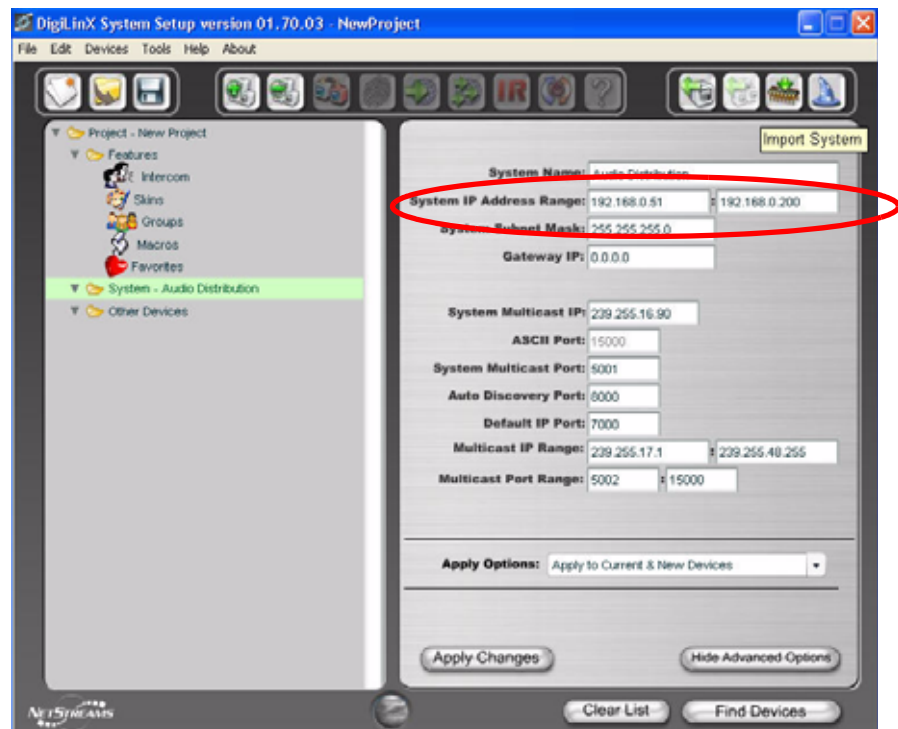 DigiLinX System Setup version 01.70.03 - NewProject
File Edit Devices Tools Help About
IR ?
Import System
Project - New Project
Features
Intercom
Skins
Groups
Macros
Favorites
System - Audio Distribution
Other Devices
System Name: Audio Distribution
System IP Address Range: 192.168.0.51 : 192.168.0.200
System Subnet Mask: 255.255.255.0
Gateway IP: 0.0.0.0
System Multicast IP: 239.255.16.90
ASCII Port: 15000
System Multicast Port: 5001
Auto Discovery Port: 8000
Default IP Port: 7000
Multicast IP Range: 239.255.17.1 : 239.255.48.255
Multicast Port Range: 5002 : 15000
Apply Options: Apply to Current & New Devices
Apply Changes Hide Advanced Options
NETSTREAMS Clear List Find Devices